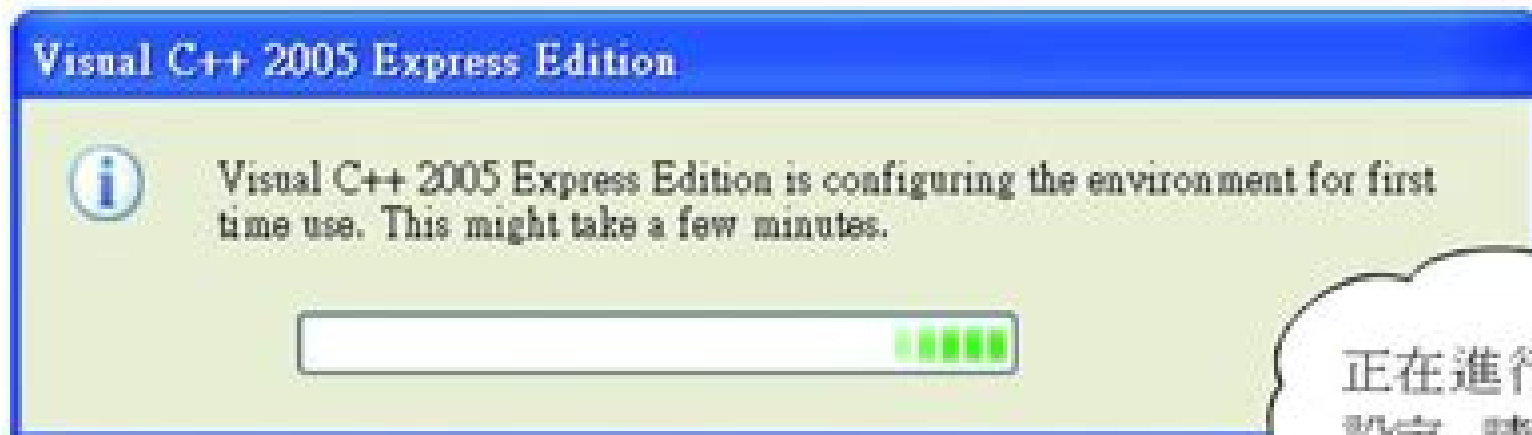 Visual C++ 2005 Express Edition
Visual C++ 2005 Express Edition is configuring the environment for first
time use. This might take a few minutes.
正在進行